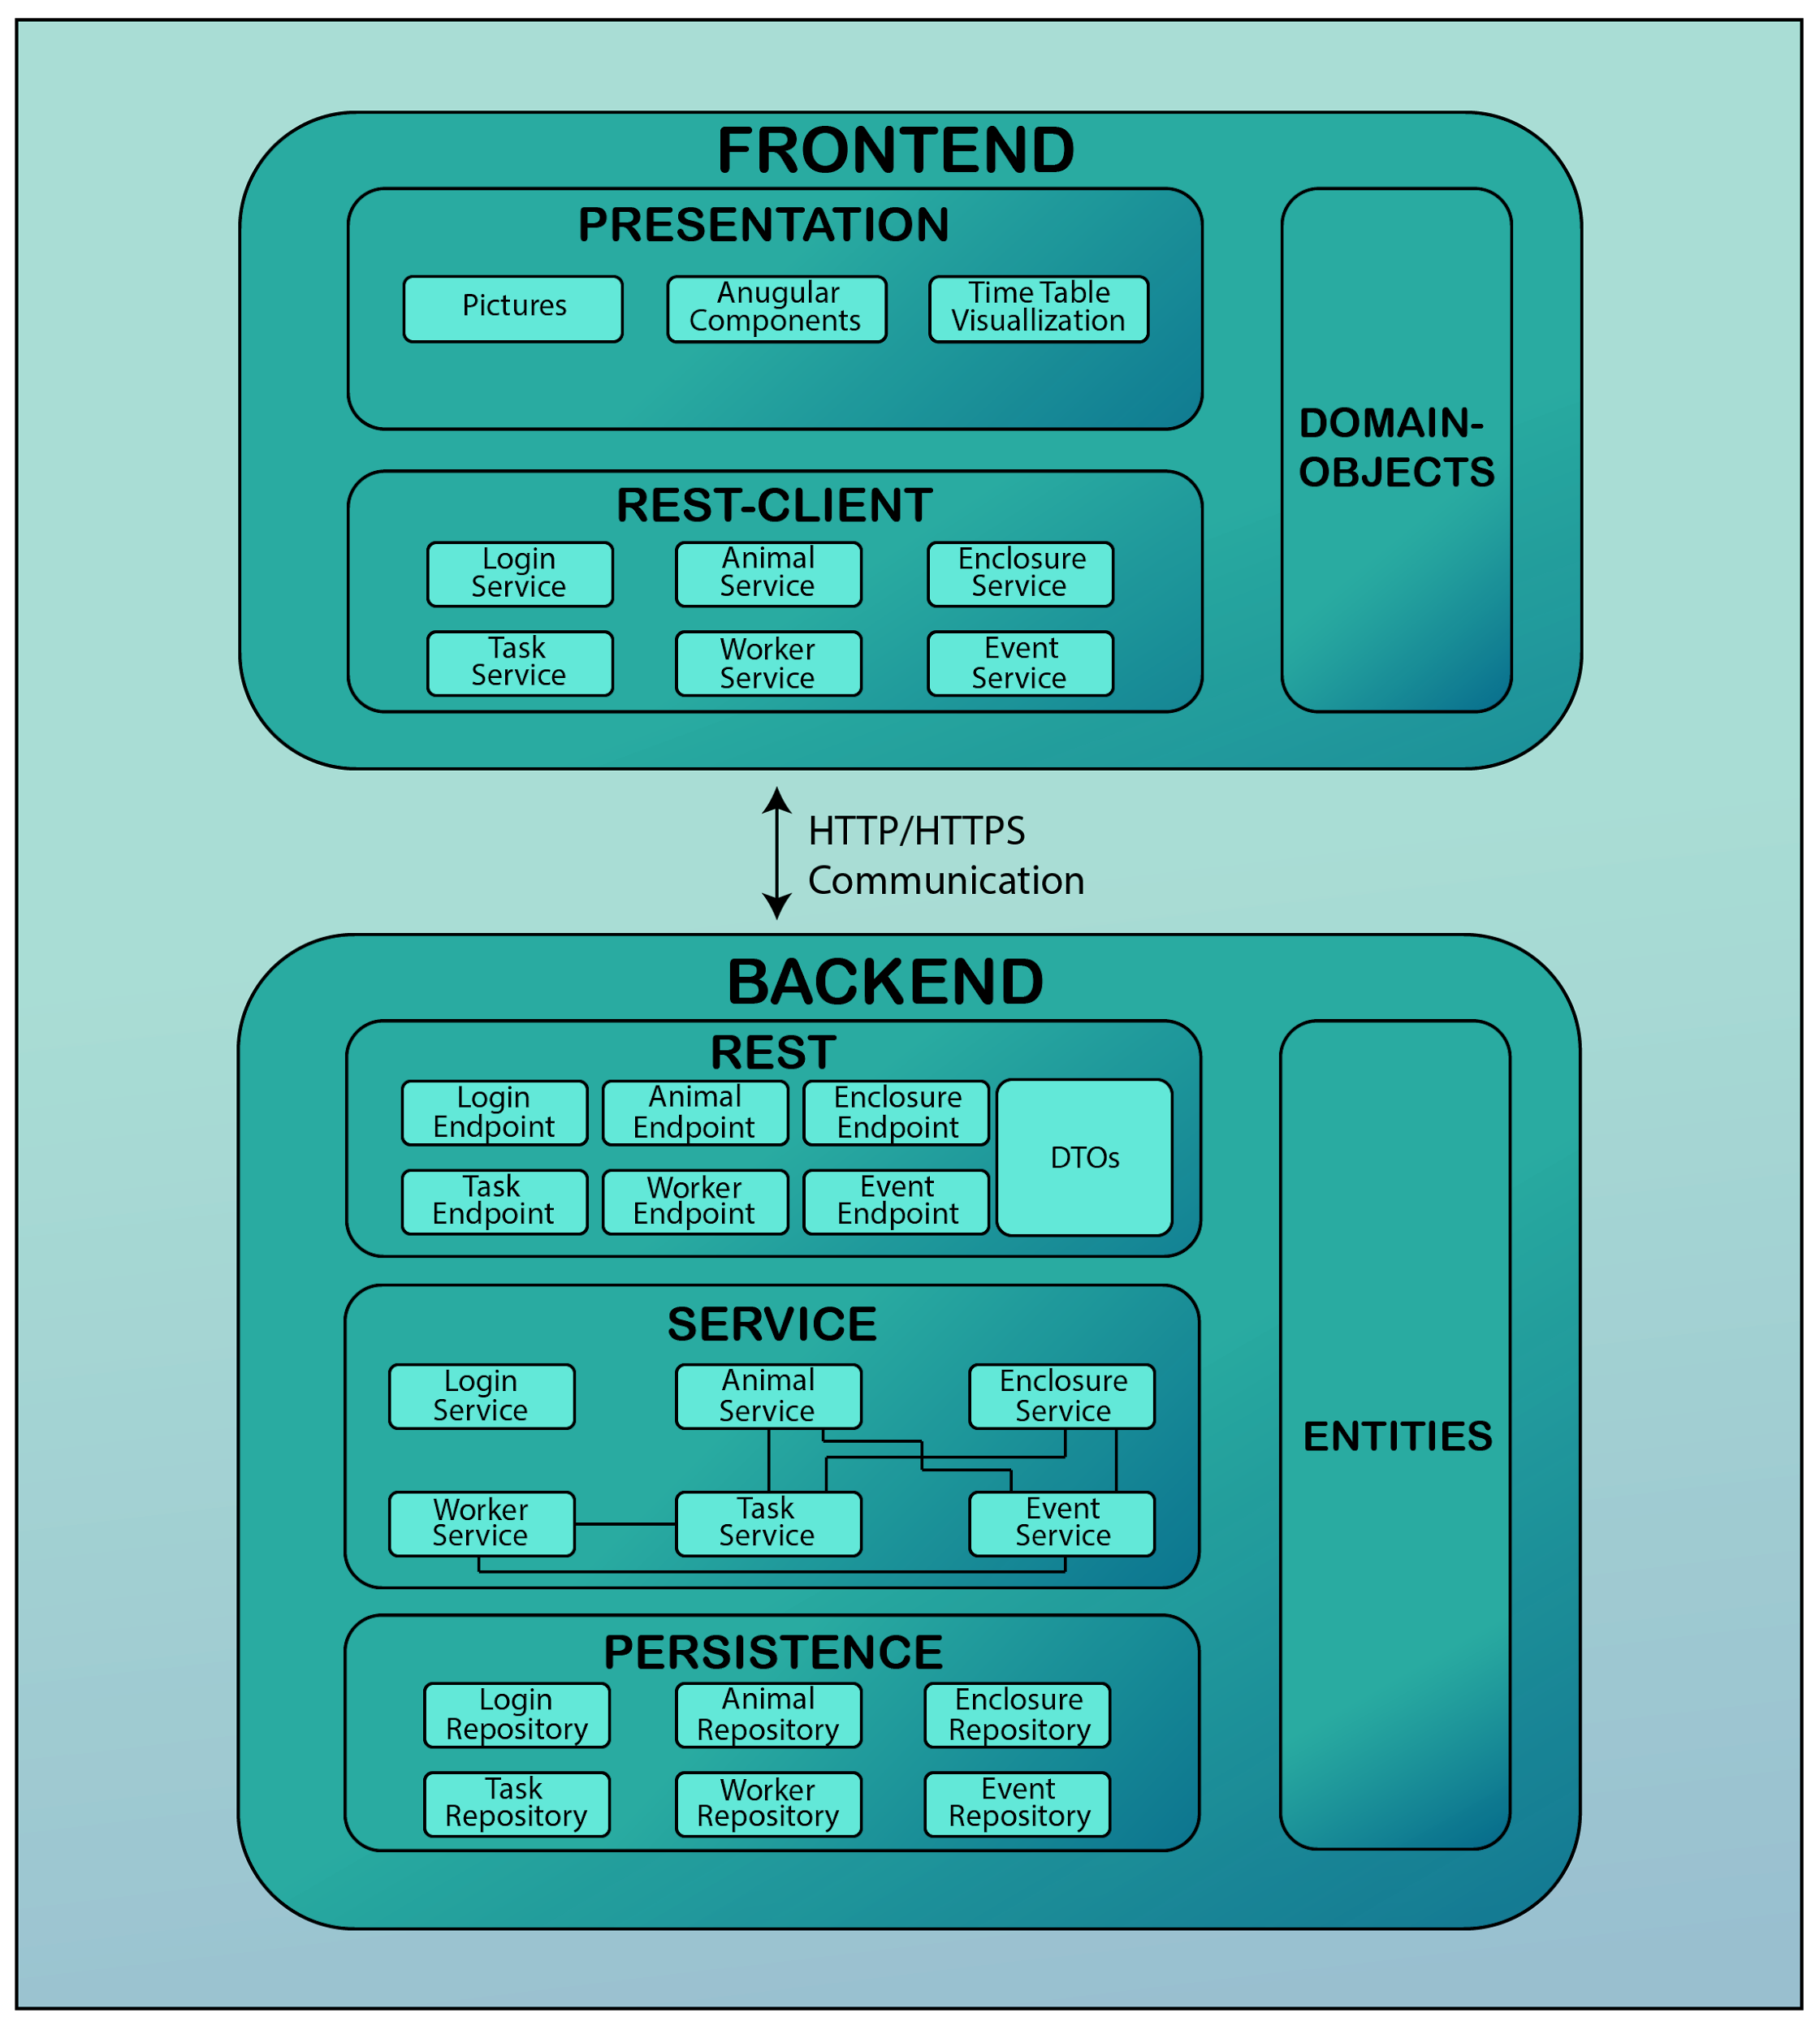 FRONTEND
PRESENTATION
Pictures
Anugular
Components
Time Table
Visuallization
DOMAIN-
OBJECTS
REST-CLIENT
Login
Service
Animal
Service
Enclosure
Service
Task
Service
Worker
Service
Event
Service
HTTP/HTTPS
Communication
BACKEND
REST
Login
Endpoint
Animal
Endpoint
Enclosure
Endpoint
DTOs
Task
Endpoint
Worker
Endpoint
Event
Endpoint
SERVICE
Login
Service
Animal
Service
Enclosure
Service
Worker
Service
Task
Service
Event
Service
ENTITIES
PERSISTENCE
Login
Repository
Animal
Repository
Enclosure
Repository
Task
Repository
Worker
Repository
Event
Repository